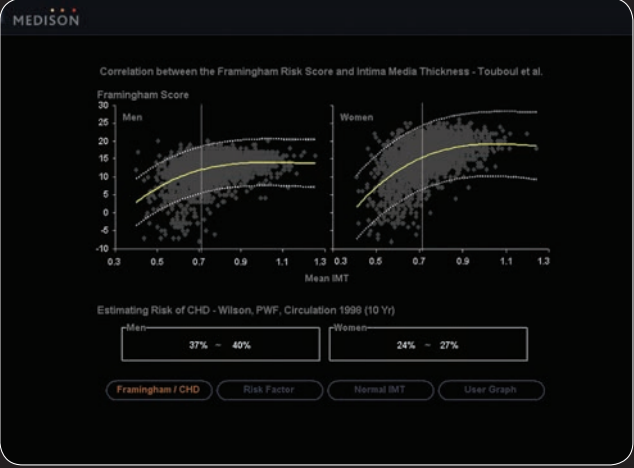 MEDISON
Correlation between the Framingham Risk Score and Intima Media Thickness - Touboul et al.
Framingham Score
30
25
20
15
10
5
0
-5
-10
Men
Women
0.3 0.5 0.7 0.9 1.1 1.3
0.3 0.5 0.7 0.9 1.1 1.3
Mean IMT
Estimating Risk of CHD - Wilson, PWF, Circulation 1998 (10 Yr)
Men
37% ~ 40%
Women
24% ~ 27%
Framingham / CHD
Risk Factor
Normal IMT
User Graph